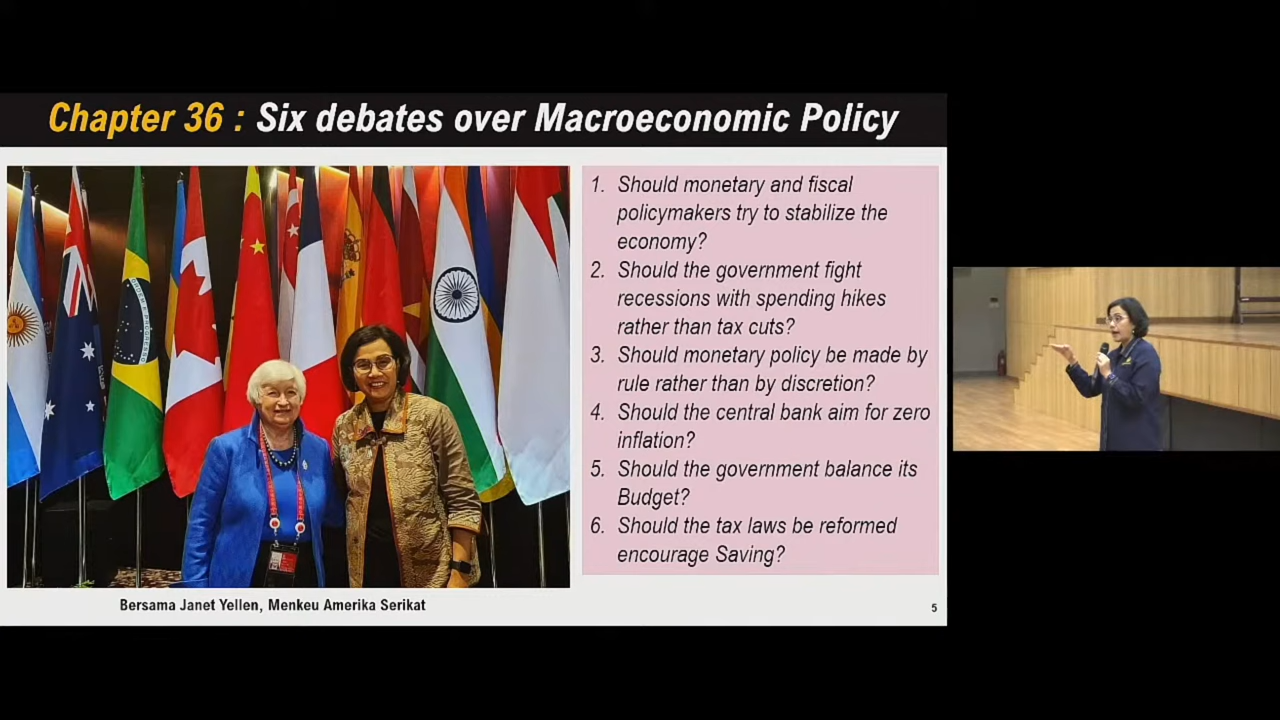 Chapter 36 : Six debates over Macroeconomic Policy
1. Should monetary and fiscal
policymakers try to stabilize the
economy?
2. Should the government fight
recessions with spending hikes
rather than tax cuts?
3. Should monetary policy be made by
rule rather than by discretion?
4. Should the central bank aim for zero
inflation?
5. Should the government balance its
Budget?
6. Should the tax laws be reformed
encourage Saving?
Bersama Janet Yellen, Menkeu Amerika Serikat
5